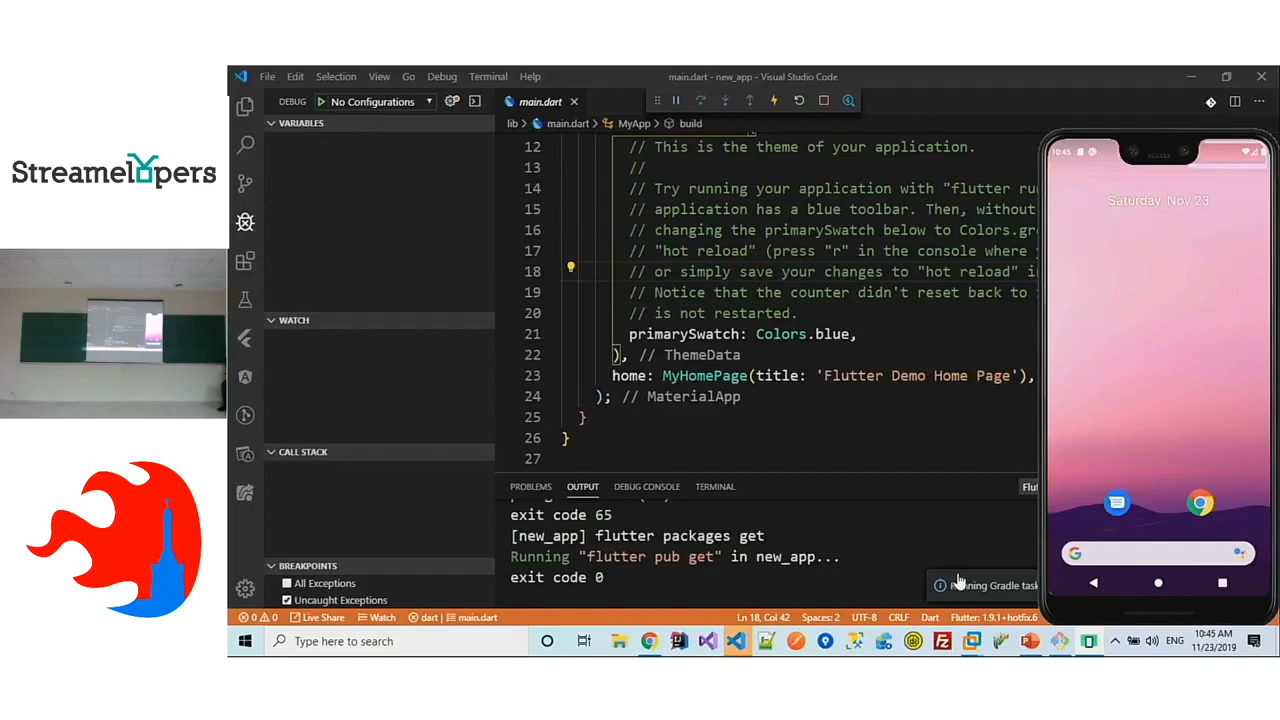 Streamelopers
File Edit Selection View Go Debug Terminal Help
main.dart - new_app - Visual Studio Code
DEBUG No Configurations
main.dart
VARIABLES
lib > main.dart > MyApp > build
12 // This is the theme of your application.
13 //
14 // Try running your application with "flutter ru
15 // application has a blue toolbar. Then, without
16 // changing the primarySwatch below to Colors.gr
17 // "hot reload" (press "r" in the console where
18 // or simply save your changes to "hot reload" i
19 // Notice that the counter didn't reset back to
20 // is not restarted.
21 primarySwatch: Colors.blue,
22 ), // ThemeData
23 home: MyHomePage(title: 'Flutter Demo Home Page'),
24 ); // MaterialApp
25 }
26 }
27
WATCH
CALL STACK
BREAKPOINTS
All Exceptions
Uncaught Exceptions
PROBLEMS OUTPUT DEBUG CONSOLE TERMINAL Flu
exit code 65
[new_app] flutter packages get
Running "flutter pub get" in new_app...
exit code 0
Running Gradle task
10:45
Saturday, Nov 23
0 0 Live Share Watch dart | main.dart Ln 18, Col 42 Spaces: 2 UTF-8 CRLF Dart Flutter: 1.9.1+hotfix.6
Type here to search
ENG
10:45 AM
11/23/2019